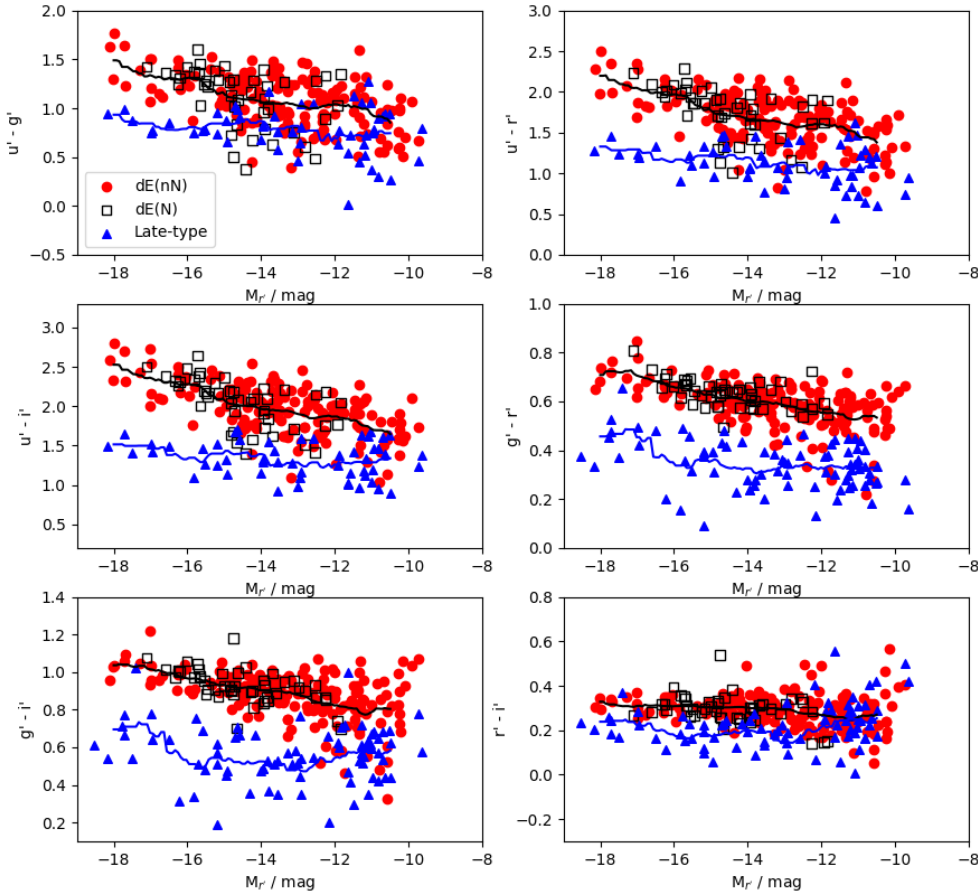 2.0
1.5
1.0
0.5
0.0
−0.5
u' - g'
dE(nN)
dE(N)
Late-type
−18 −16 −14 −12 −10 −8
M_r' / mag
3.0
2.5
2.0
1.5
1.0
0.5
0.0
u' - r'
−18 −16 −14 −12 −10 −8
M_r' / mag
3.0
2.5
2.0
1.5
1.0
0.5
u' - i'
−18 −16 −14 −12 −10 −8
M_r' / mag
1.0
0.8
0.6
0.4
0.2
0.0
g' - r'
−18 −16 −14 −12 −10 −8
M_r' / mag
1.4
1.2
1.0
0.8
0.6
0.4
0.2
g' - i'
−18 −16 −14 −12 −10 −8
M_r' / mag
0.8
0.6
0.4
0.2
0.0
−0.2
r' - i'
−18 −16 −14 −12 −10 −8
M_r' / mag